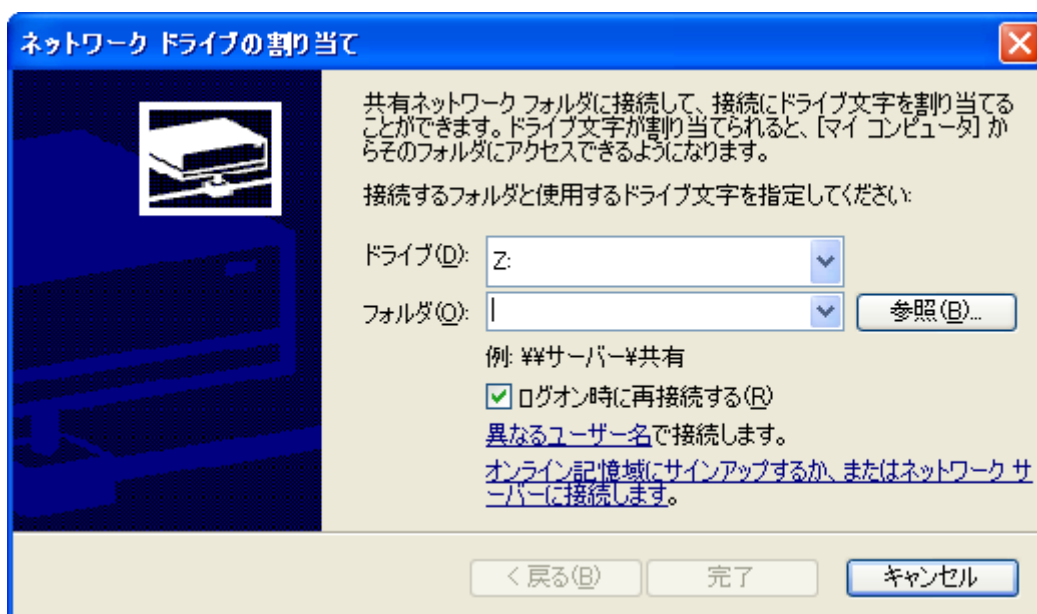 ネットワーク ドライブの割り当て
共有ネットワーク フォルダに接続して、接続にドライブ文字を割り当てる
ことができます。ドライブ文字が割り当てられると、[マイ コンピュータ] か
らそのフォルダにアクセスできるようになります。
接続するフォルダと使用するドライブ文字を指定してください:
ドライブ(D): Z:
フォルダ(O): 参照(B)...
例: ¥¥サーバー¥共有
ログオン時に再接続する(R)
異なるユーザー名で接続します。
オンライン記憶域にサインアップするか、またはネットワーク サ
ーバーに接続します。
< 戻る(B) 完了 キャンセル